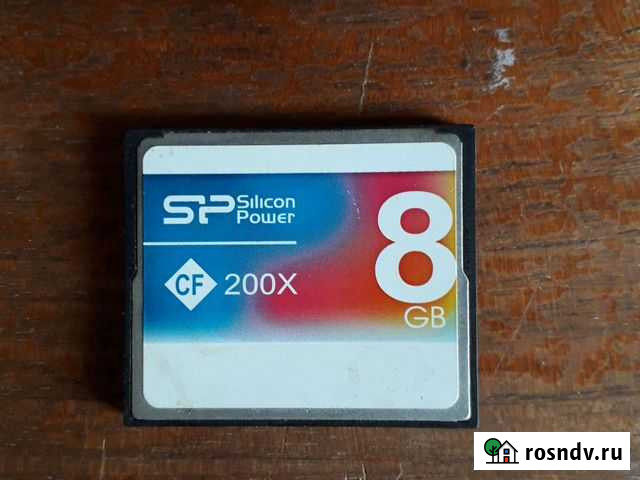 SP Silicon
Power
CF 200X
8
GB
rosndv.ru